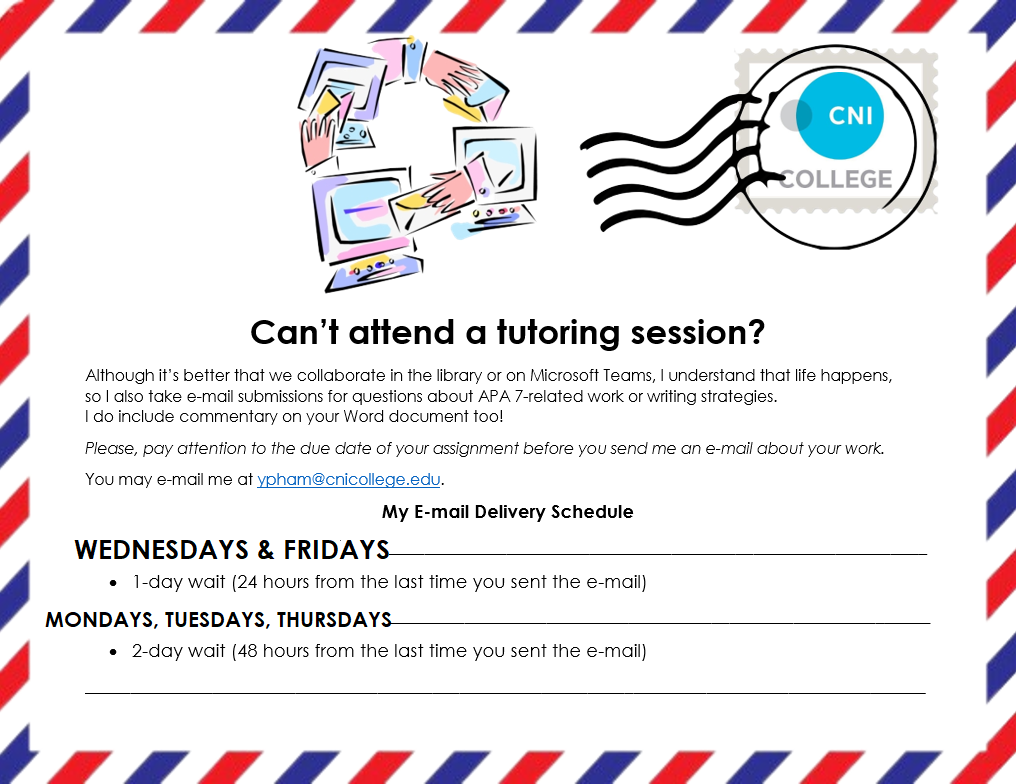 CNI
COLLEGE
Can't attend a tutoring session?
Although it's better that we collaborate in the library or on Microsoft Teams, I understand that life happens,
so I also take e-mail submissions for questions about APA 7-related work or writing strategies.
I do include commentary on your Word document too!
Please, pay attention to the due date of your assignment before you send me an e-mail about your work.
You may e-mail me at ypham@cnicollege.edu.
My E-mail Delivery Schedule
WEDNESDAYS & FRIDAYS
• 1-day wait (24 hours from the last time you sent the e-mail)
MONDAYS, TUESDAYS, THURSDAYS
• 2-day wait (48 hours from the last time you sent the e-mail)